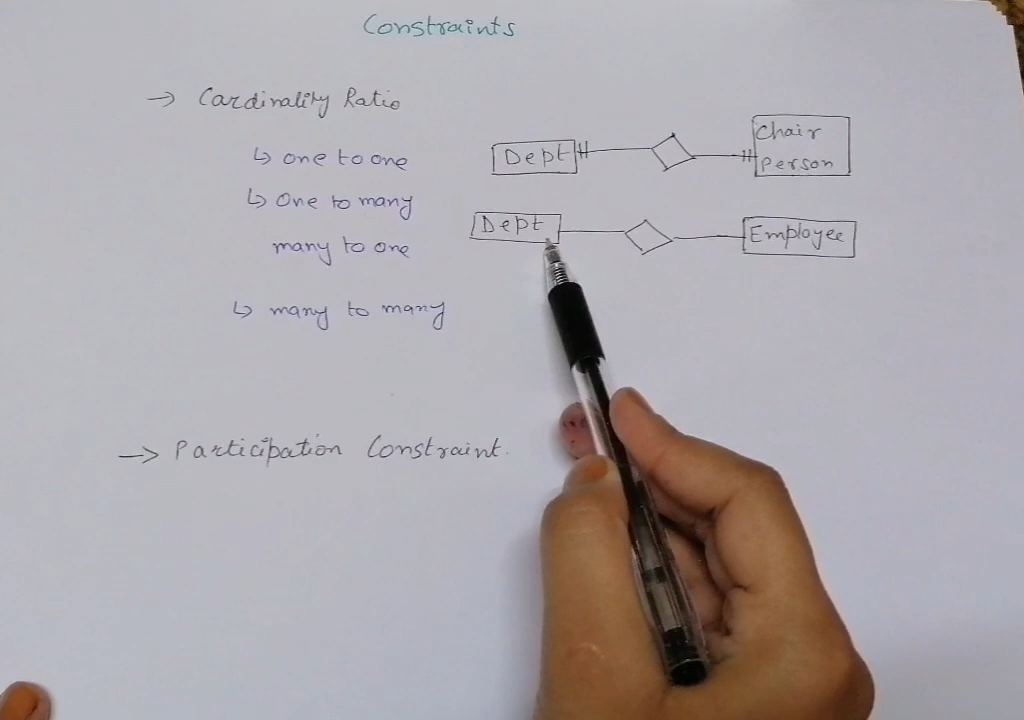 Constraints
→ Cardinality Ratio
↳ one to one
Dept
Chair
Person
↳ One to many
Dept
Employee
many to one
↳ many to many
→ Participation Constraint.